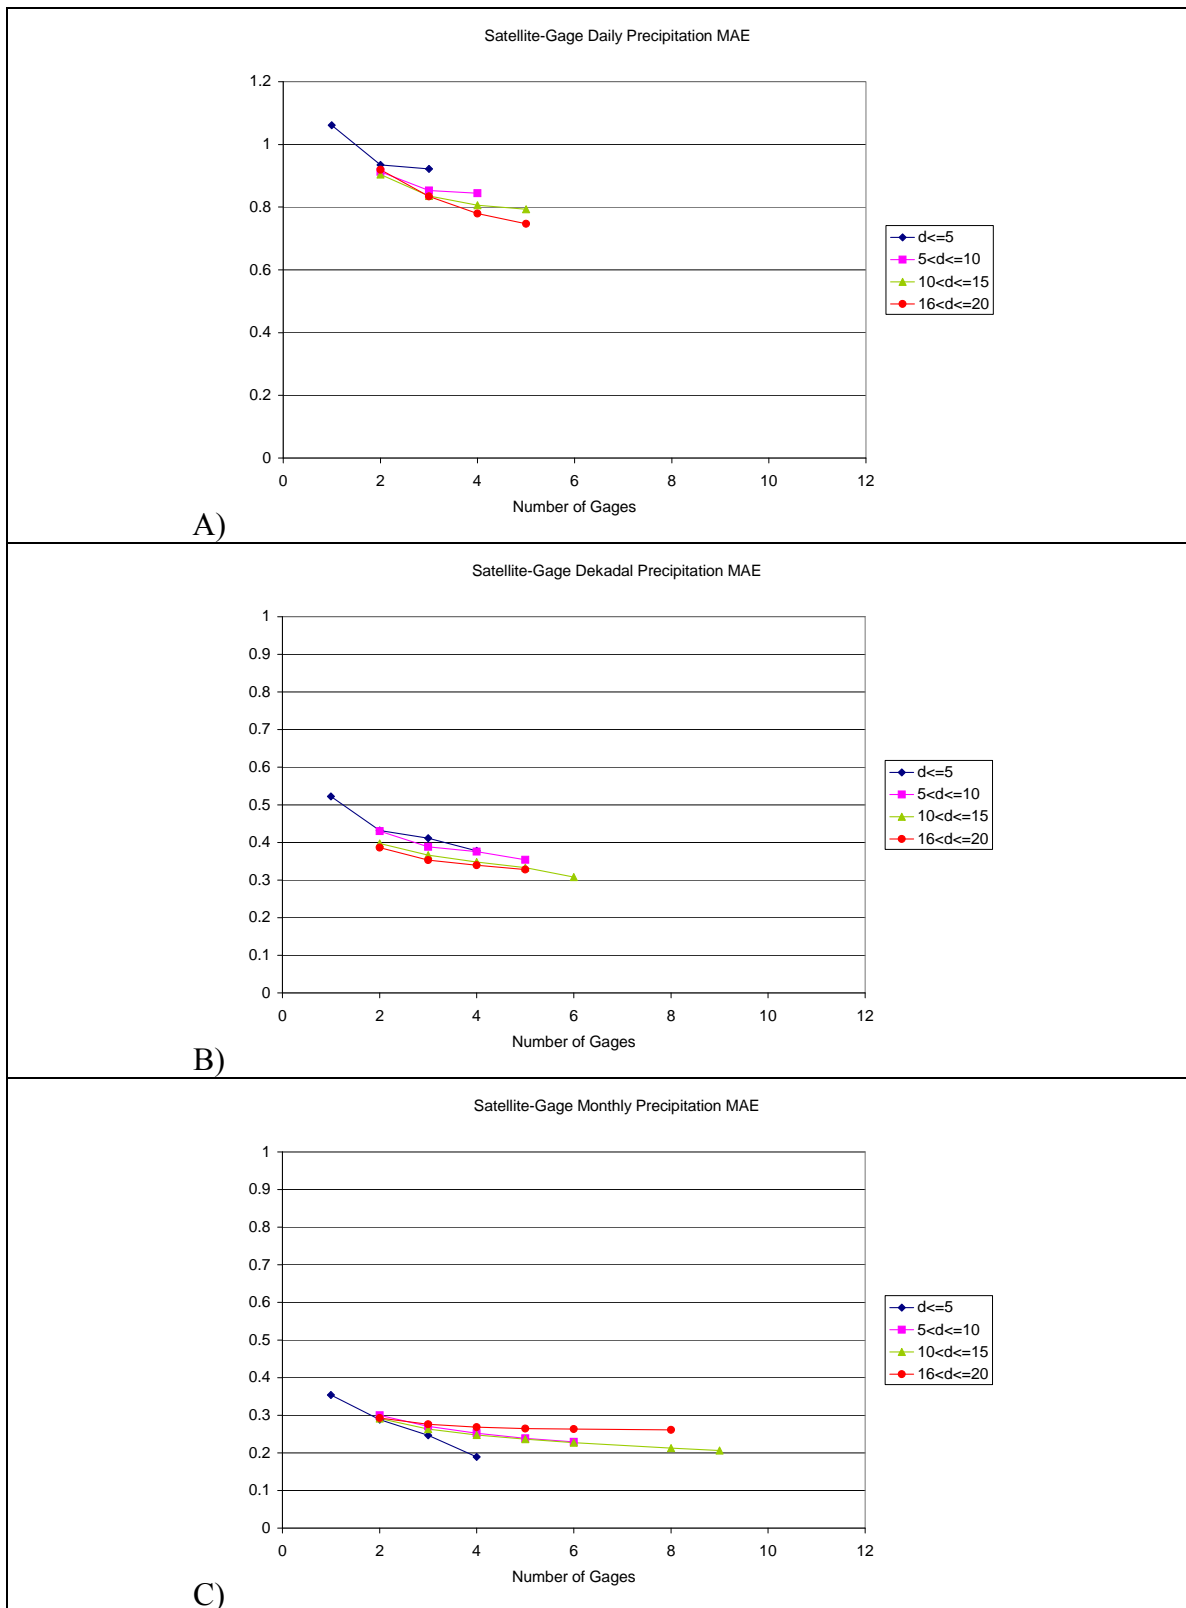 Satellite-Gage Daily Precipitation MAE
1.2
1
0.8
0.6
0.4
0.2
0
0 2 4 6 8 10 12
Number of Gages
d<=5
5<d<=10
10<d<=15
16<d<=20
A)
Satellite-Gage Dekadal Precipitation MAE
1
0.9
0.8
0.7
0.6
0.5
0.4
0.3
0.2
0.1
0
0 2 4 6 8 10 12
Number of Gages
d<=5
5<d<=10
10<d<=15
16<d<=20
B)
Satellite-Gage Monthly Precipitation MAE
1
0.9
0.8
0.7
0.6
0.5
0.4
0.3
0.2
0.1
0
0 2 4 6 8 10 12
Number of Gages
d<=5
5<d<=10
10<d<=15
16<d<=20
C)